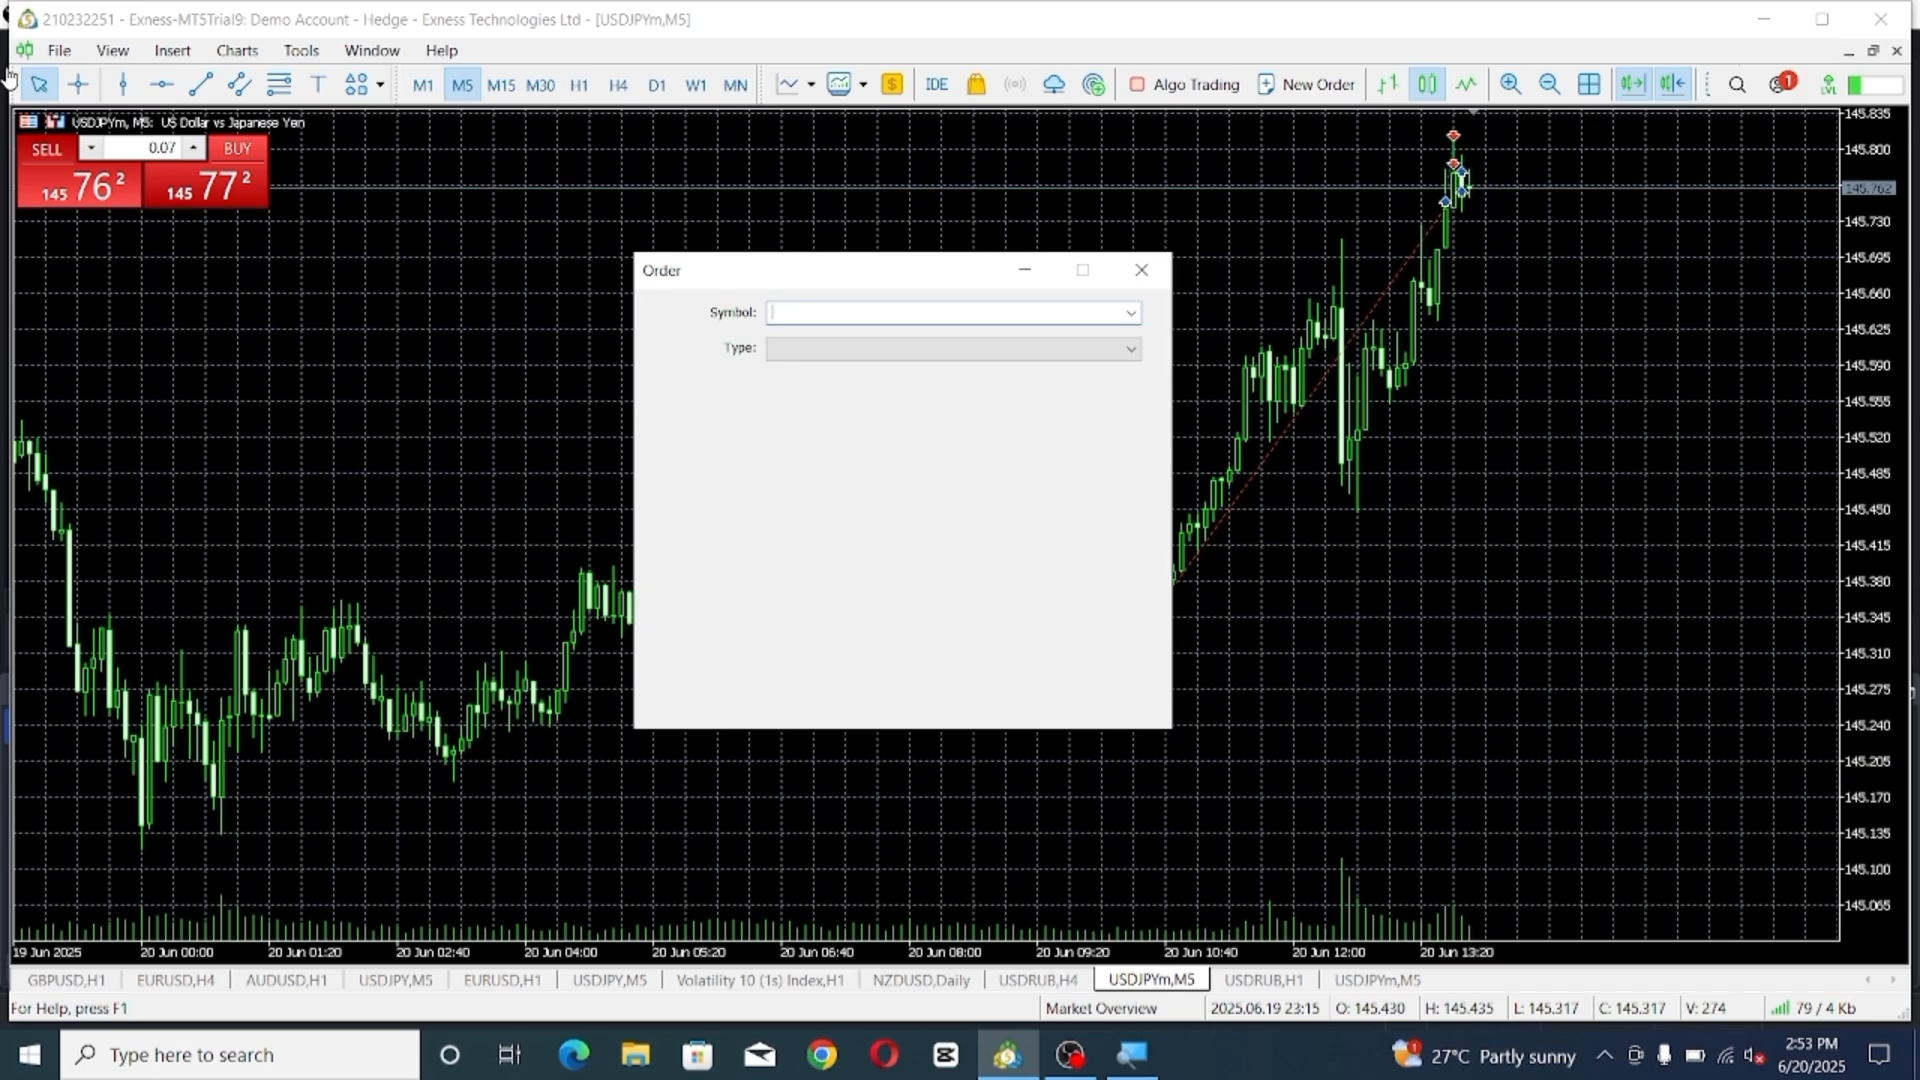 210232251 - Exness-MT5Trial9: Demo Account - Hedge - Exness Technologies Ltd - [USDJPYm,M5]
File View Insert Charts Tools Window Help
M1 M5 M15 M30 H1 H4 D1 W1 MN IDE Algo Trading New Order 1 LVL
USDJPYm, M5: US Dollar vs Japanese Yen
SELL 0.07 BUY
145 76 2 145 77 2
Order
Symbol:
Type:
145.835
145.800
145.762
145.730
145.695
145.660
145.625
145.590
145.555
145.520
145.485
145.450
145.415
145.380
145.345
145.310
145.275
145.240
145.205
145.170
145.135
145.100
145.065
19 Jun 2025 20 Jun 00:00 20 Jun 01:20 20 Jun 02:40 20 Jun 04:00 20 Jun 05:20 20 Jun 06:40 20 Jun 08:00 20 Jun 09:20 20 Jun 10:40 20 Jun 12:00 20 Jun 13:20
GBPUSD,H1 EURUSD,H4 AUDUSD,H1 USDJPY,M5 EURUSD,H1 USDJPY,M5 Volatility 10 (1s) Index,H1 NZDUSD,Daily USDRUB,H4 USDJPYm,M5 USDRUB,H1 USDJPYm,M5
For Help, press F1 Market Overview 2025.06.19 23:15 O: 145.430 H: 145.435 L: 145.317 C: 145.317 V: 274 79 / 4 Kb
Type here to search 27°C Partly sunny 2:53 PM
6/20/2025